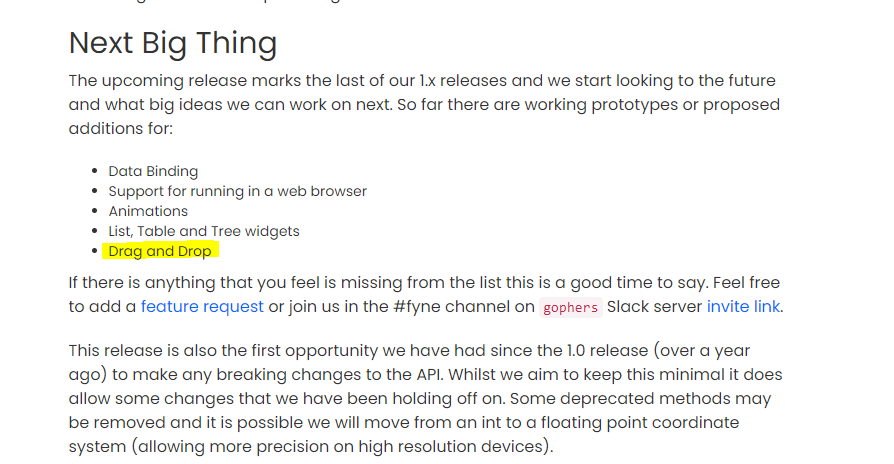 Next Big Thing
The upcoming release marks the last of our 1.x releases and we start looking to the future
and what big ideas we can work on next. So far there are working prototypes or proposed
additions for:
• Data Binding
• Support for running in a web browser
• Animations
• List, Table and Tree widgets
• Drag and Drop
If there is anything that you feel is missing from the list this is a good time to say. Feel free
to add a feature request or join us in the #fyne channel on gophers Slack server invite link.
This release is also the first opportunity we have had since the 1.0 release (over a year
ago) to make any breaking changes to the API. Whilst we aim to keep this minimal it does
allow some changes that we have been holding off on. Some deprecated methods may
be removed and it is possible we will move from an int to a floating point coordinate
system (allowing more precision on high resolution devices).